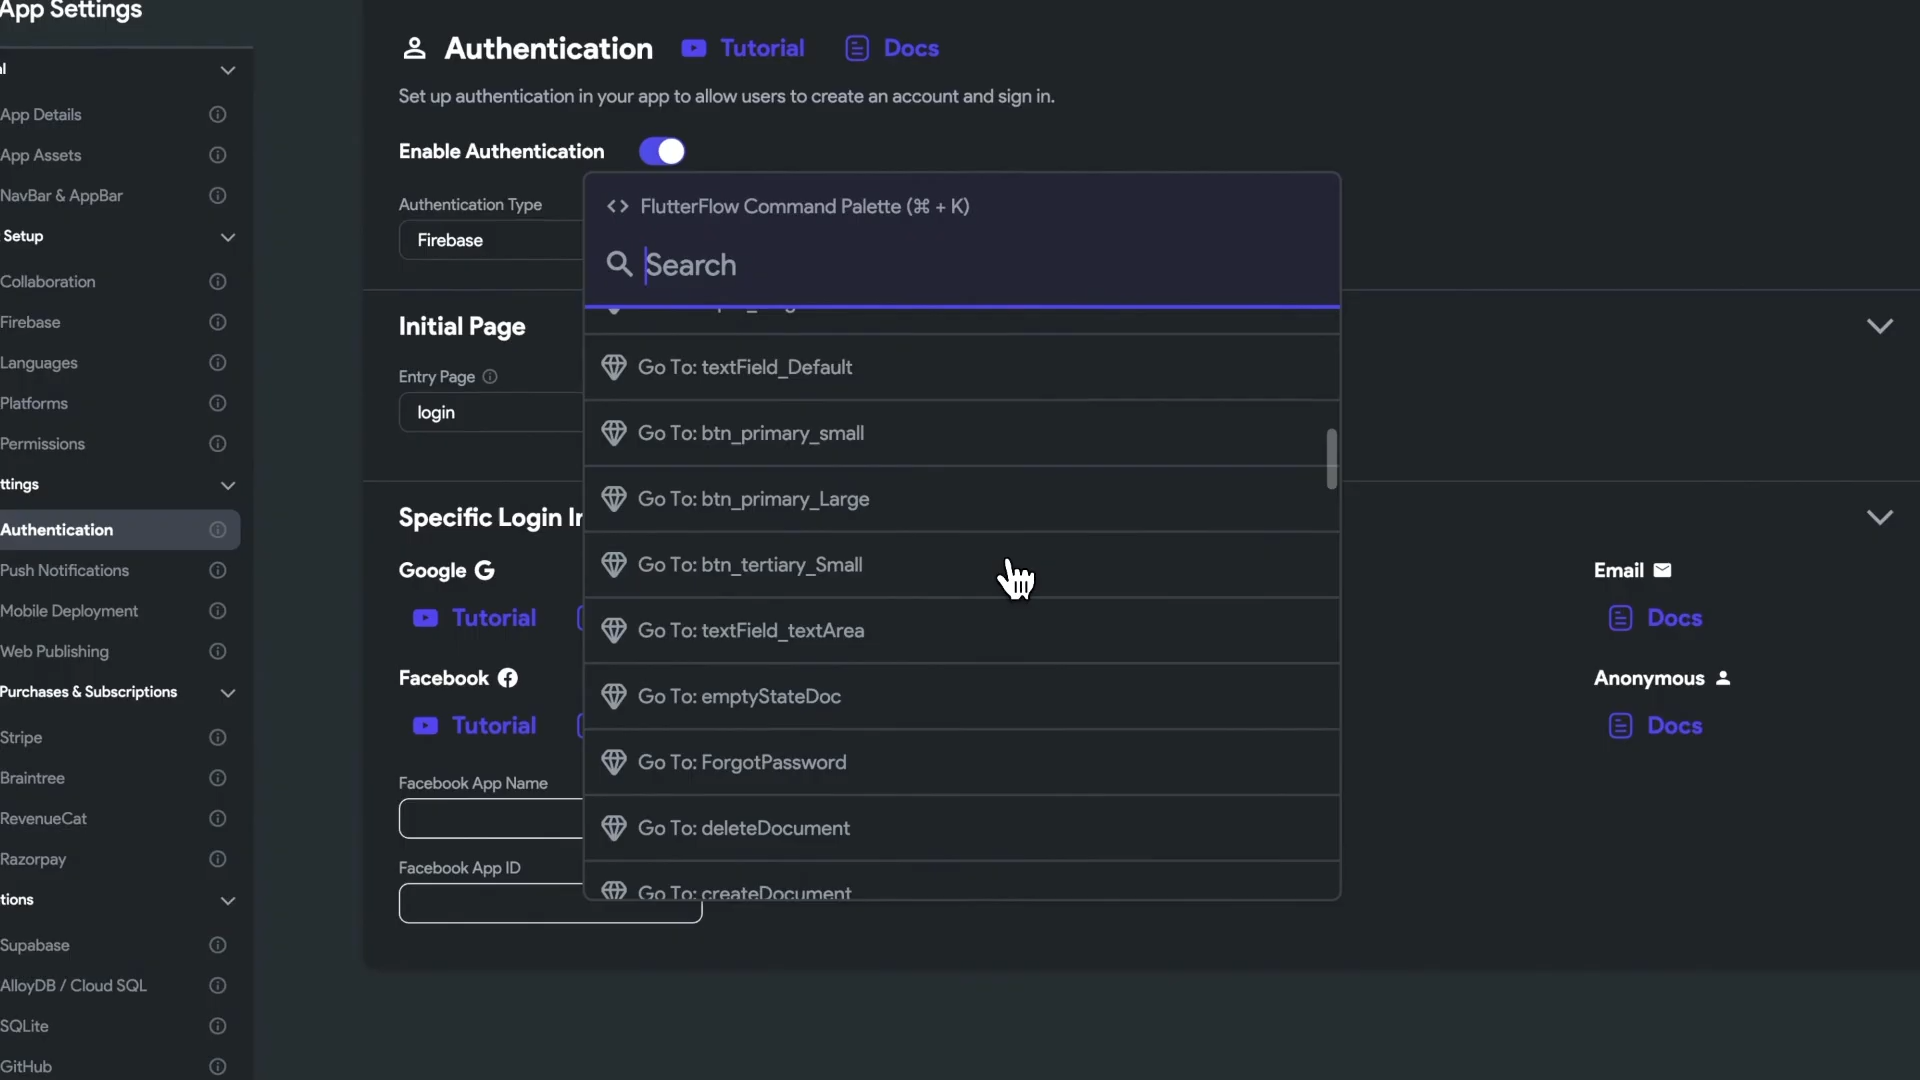 App Settings
App Details
App Assets
NavBar & AppBar
Setup
Collaboration
Firebase
Languages
Platforms
Permissions
ttings
Authentication
Push Notifications
Mobile Deployment
Web Publishing
Purchases & Subscriptions
Stripe
Braintree
RevenueCat
Razorpay
tions
Supabase
AlloyDB / Cloud SQL
SQLite
GitHub
Authentication
Tutorial
Docs
Set up authentication in your app to allow users to create an account and sign in.
Enable Authentication
Authentication Type
Firebase
Initial Page
Entry Page
login
Specific Login In
Google
Tutorial
Facebook
Tutorial
Facebook App Name
Facebook App ID
Email
Docs
Anonymous
Docs
<> FlutterFlow Command Palette (⌘ + K)
Search
Go To: textField_Default
Go To: btn_primary_small
Go To: btn_primary_Large
Go To: btn_tertiary_Small
Go To: textField_textArea
Go To: emptyStateDoc
Go To: ForgotPassword
Go To: deleteDocument
Go To: createDocument